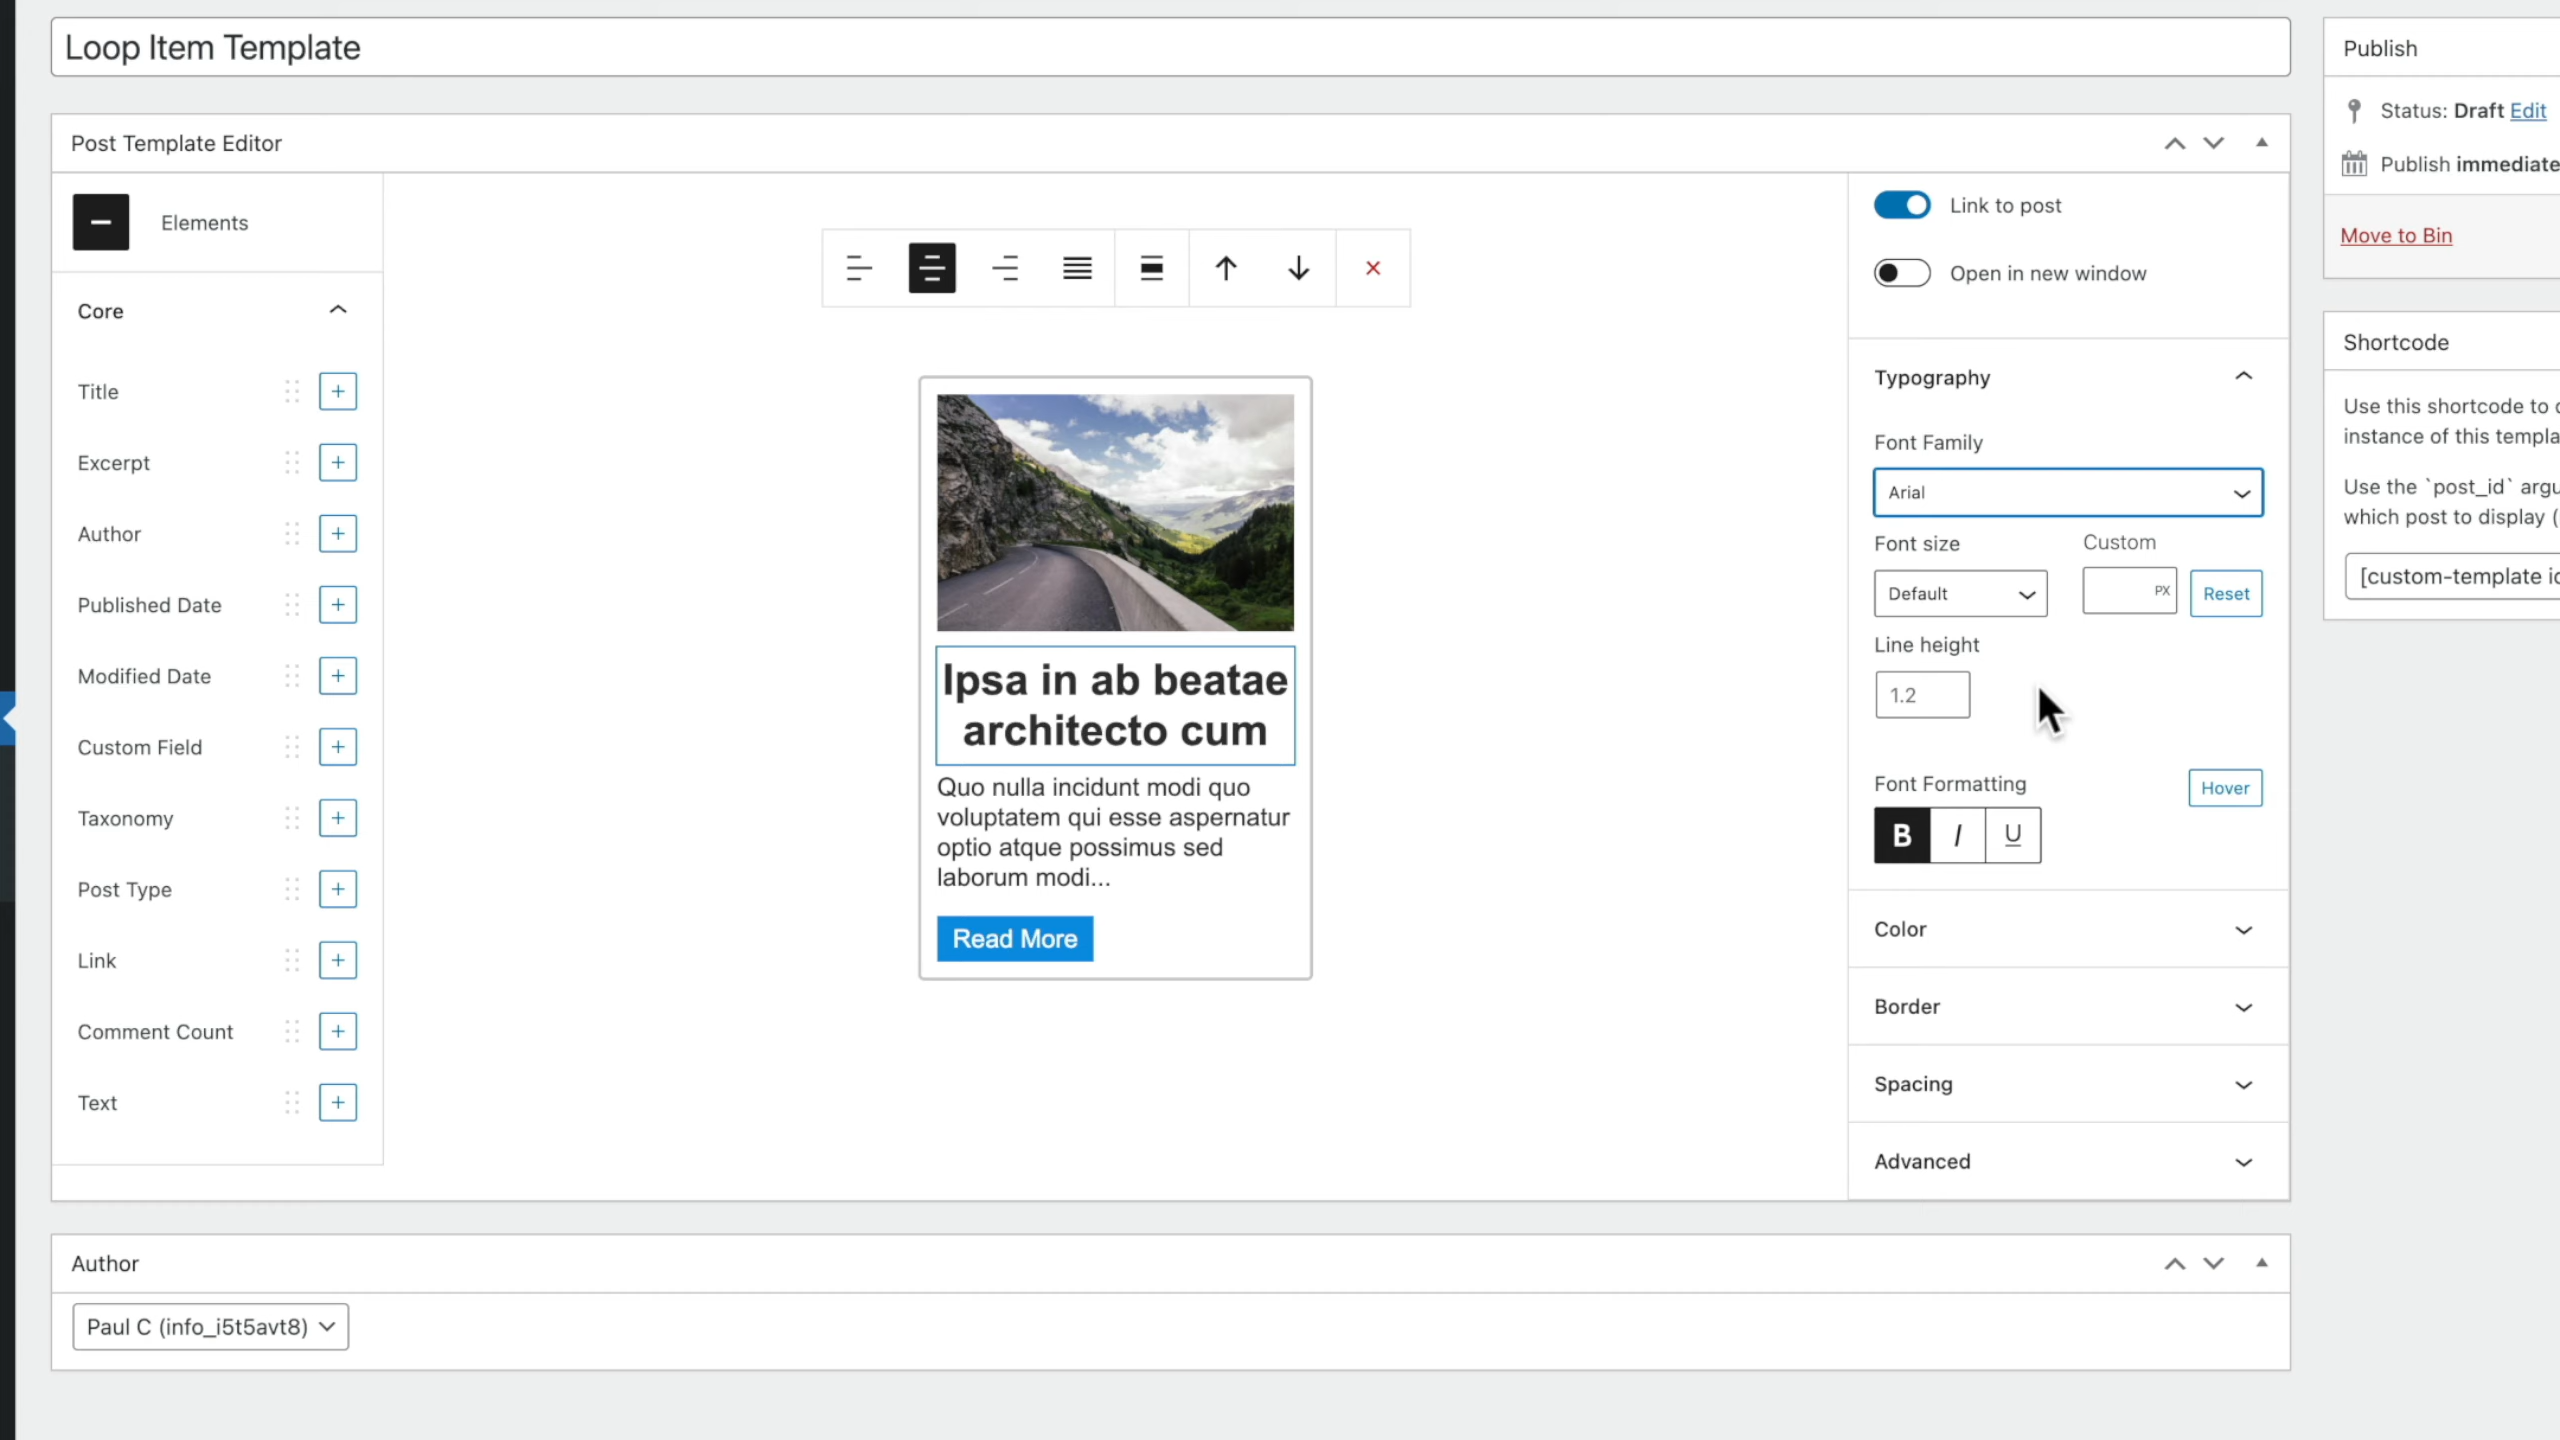 Loop Item Template
Post Template Editor
Elements
Core
Title
Excerpt
Author
Published Date
Modified Date
Custom Field
Taxonomy
Post Type
Link
Comment Count
Text
Ipsa in ab beatae
architecto cum
Quo nulla incidunt modi quo
voluptatem qui esse aspernatur
optio atque possimus sed
laborum modi...
Read More
Link to post
Open in new window
Typography
Font Family
Arial
Font size
Custom
Default
PX
Reset
Line height
1.2
Font Formatting
Hover
B I U
Color
Border
Spacing
Advanced
Author
Paul C (info_i5t5avt8)
Publish
Status: Draft Edit
Publish immediate
Move to Bin
Shortcode
Use this shortcode to
instance of this templa
Use the `post_id` argu
which post to display (
[custom-template